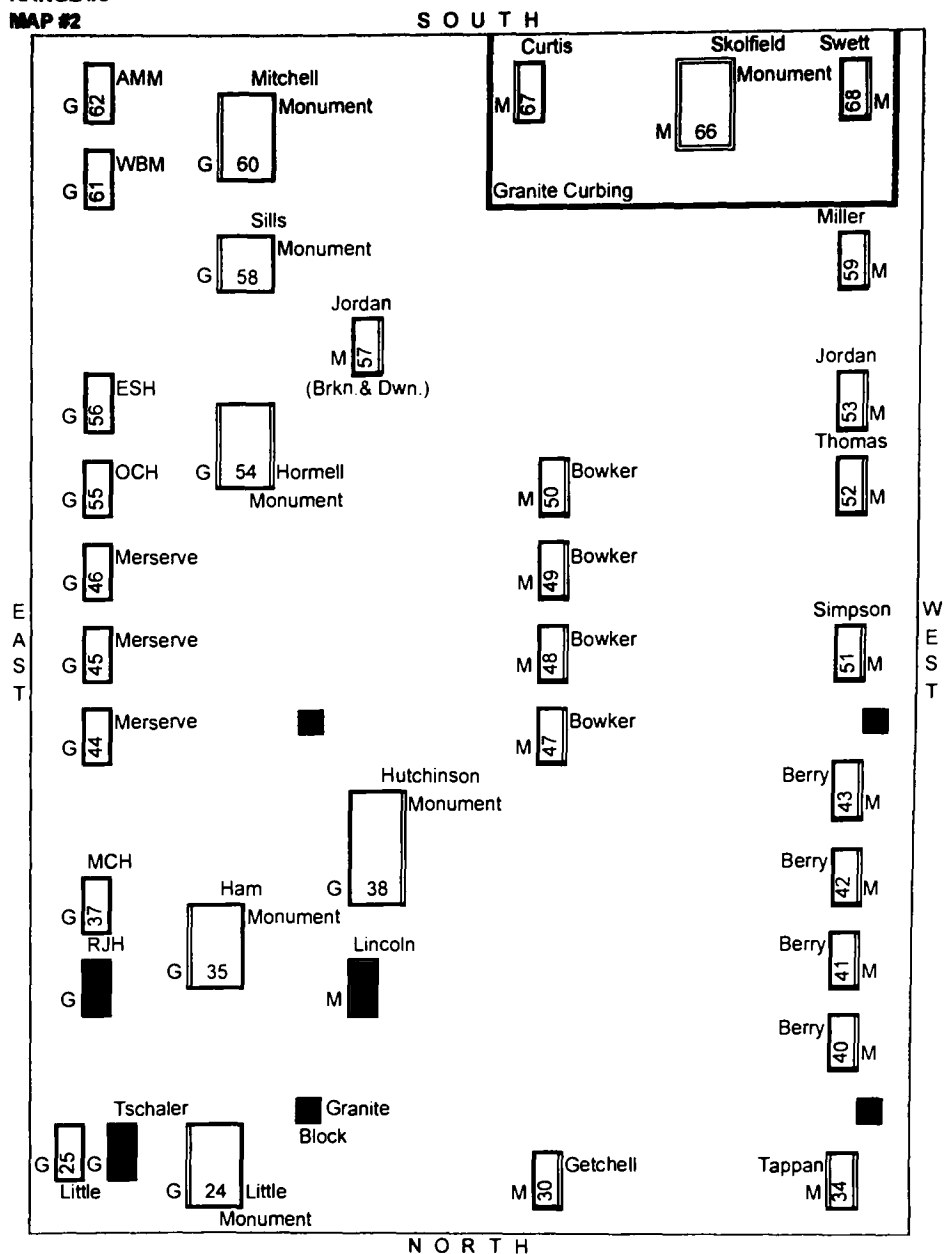 MAP #2
SOUTH
Curtis
Skolfield
Swett
AMM
Mitchell
Monument
Monument
G 62
M 67
68 M
Monument
G 60
M 66
WBM
G 61
Granite Curbing
Sills
Monument
Miller
G 58
59 M
Jordan
M 57
(Brkn.& Dwn.)
Jordan
ESH
53 M
G 56
Thomas
OCH
G 54 Hormell
Monument
Bowker
G 55
M 50
52 M
Merserve
Bowker
G 46
M 49
EAST
WEST
Simpson
Merserve
Bowker
G 45
M 48
51 M
Merserve
Bowker
G 44
M 47
Hutchinson
Monument
Berry
43 M
MCH
G 38
Berry
42 M
Ham
Monument
G 37
RJH
Lincoln
Berry
G
G 35
M
41 M
Berry
40 M
Tschaler
Granite
Block
G 25
G
Little
G 24 Little
Monument
Getchell
M 30
Tappan
M 34
NORTH